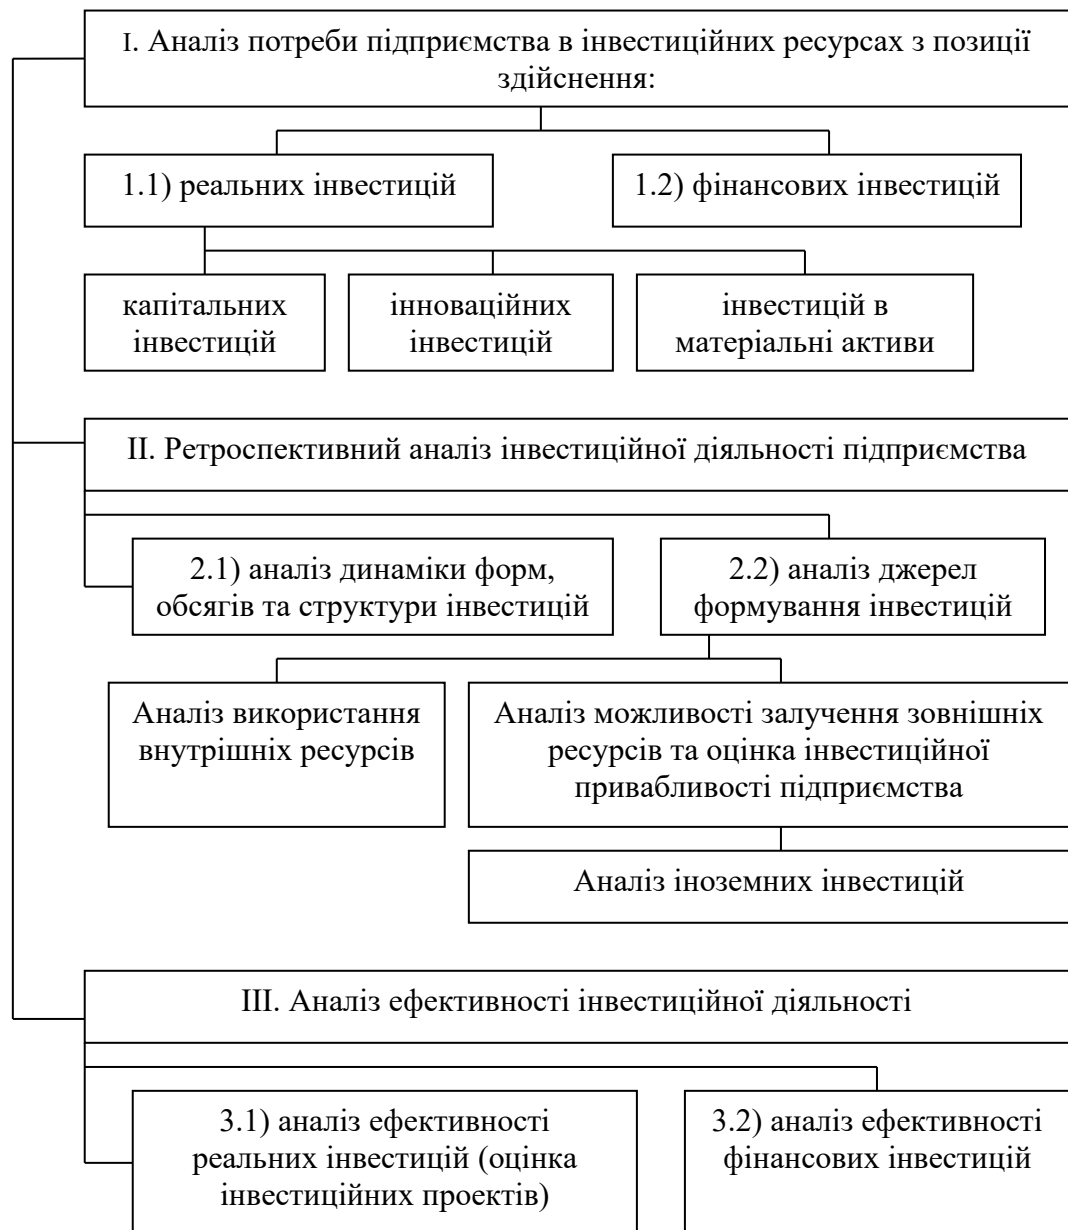 І. Аналіз потреби підприємства в інвестиційних ресурсах з позиції
здійснення:
1.1) реальних інвестицій
1.2) фінансових інвестицій
капітальних
інвестицій
інноваційних
інвестицій
інвестицій в
матеріальні активи
ІІ. Ретроспективний аналіз інвестиційної діяльності підприємства
2.1) аналіз динаміки форм,
обсягів та структури інвестицій
2.2) аналіз джерел
формування інвестицій
Аналіз використання
внутрішніх ресурсів
Аналіз можливості залучення зовнішніх
ресурсів та оцінка інвестиційної
привабливості підприємства
Аналіз іноземних інвестицій
ІІІ. Аналіз ефективності інвестиційної діяльності
3.1) аналіз ефективності
реальних інвестицій (оцінка
інвестиційних проектів)
3.2) аналіз ефективності
фінансових інвестицій